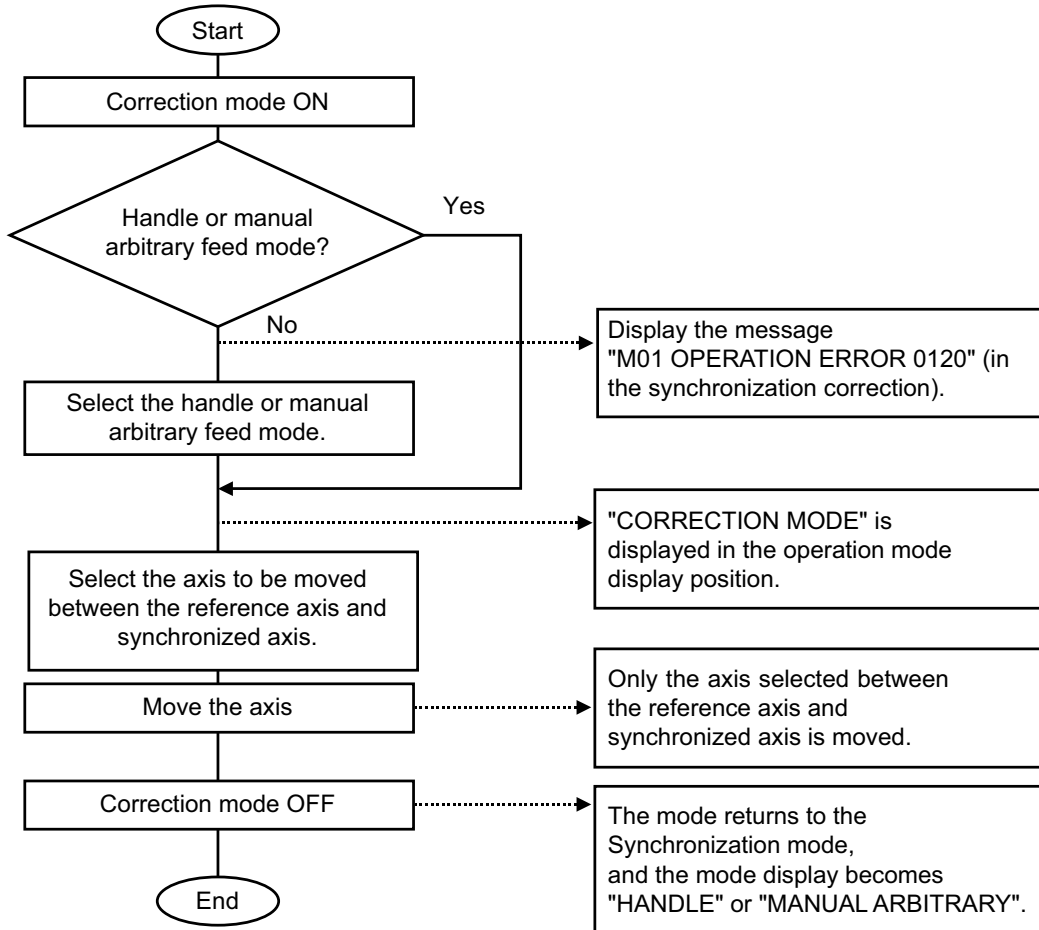 Start
Correction mode ON
Handle or manual
arbitrary feed mode?
Yes
No
Display the message
"M01 OPERATION ERROR 0120" (in
the synchronization correction).
Select the handle or manual
arbitrary feed mode.
"CORRECTION MODE" is
displayed in the operation mode
display position.
Select the axis to be moved
between the reference axis and
synchronized axis.
Move the axis
Only the axis selected between
the reference axis and
synchronized axis is moved.
Correction mode OFF
The mode returns to the
Synchronization mode,
and the mode display becomes
"HANDLE" or "MANUAL ARBITRARY".
End